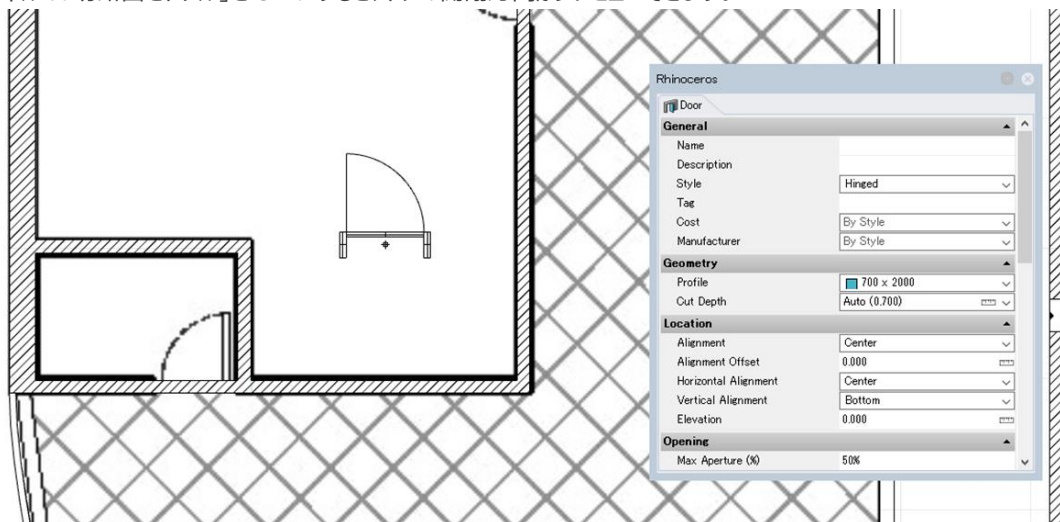 Rhinoceros
Door
General
Name
Description
Style Hinged
Tag
Cost By Style
Manufacturer By Style
Geometry
Profile 700 x 2000
Cut Depth Auto (0.700)
Location
Alignment Center
Alignment Offset 0.000
Horizontal Alignment Center
Vertical Alignment Bottom
Elevation 0.000
Opening
Max Aperture (%) 50%